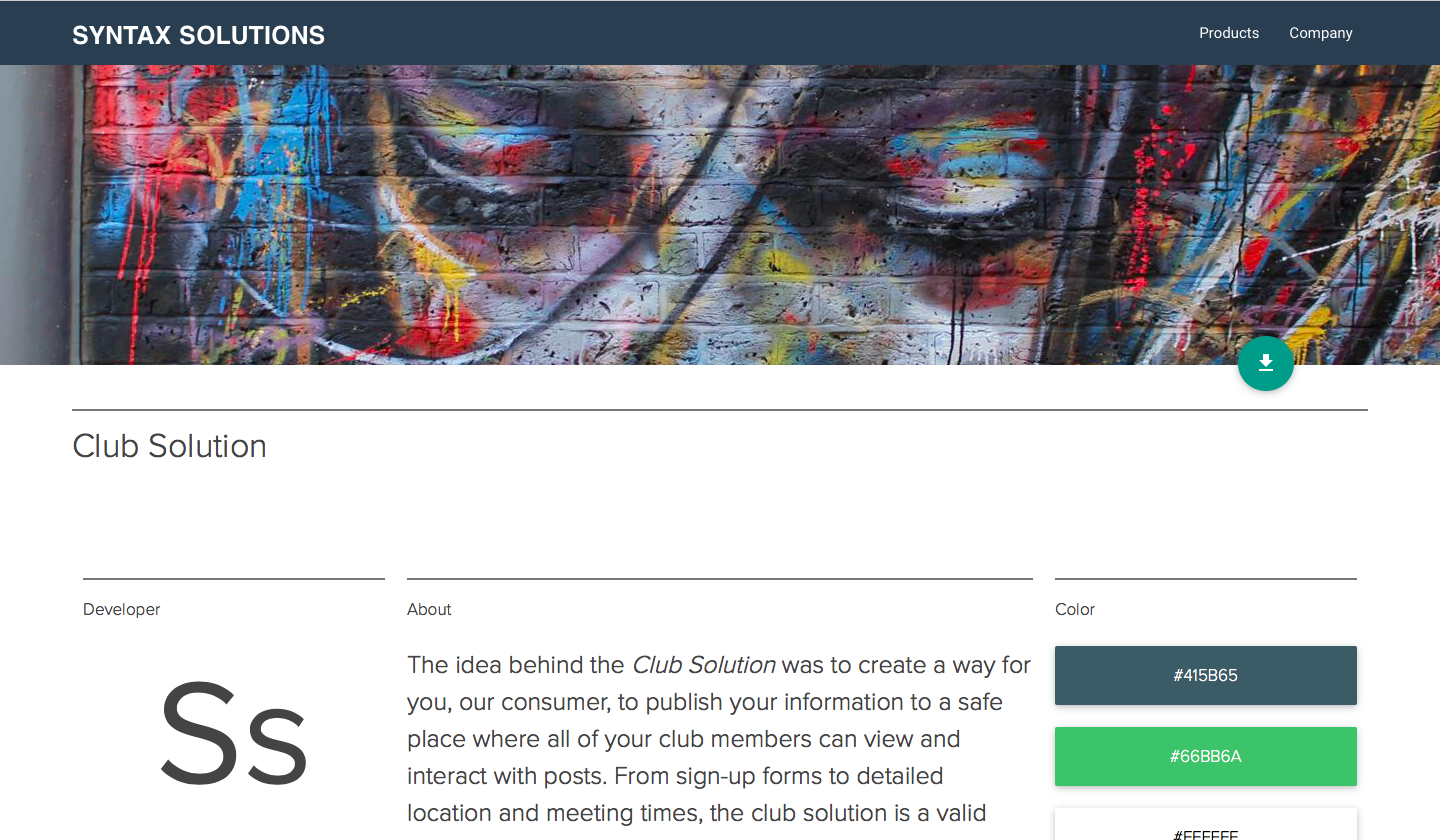 SYNTAX SOLUTIONS
Products
Company
Club Solution
Developer
Ss
About
The idea behind the Club Solution was to create a way for
you, our consumer, to publish your information to a safe
place where all of your club members can view and
interact with posts. From sign-up forms to detailed
location and meeting times, the club solution is a valid
Color
#415B65
#66BB6A
#FFFFFF